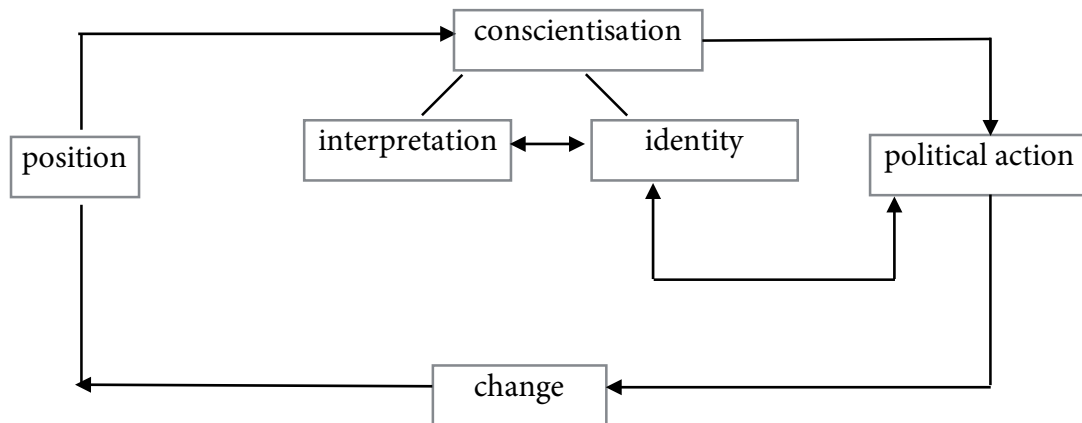 conscientisation
interpretation
identity
position
political action
change